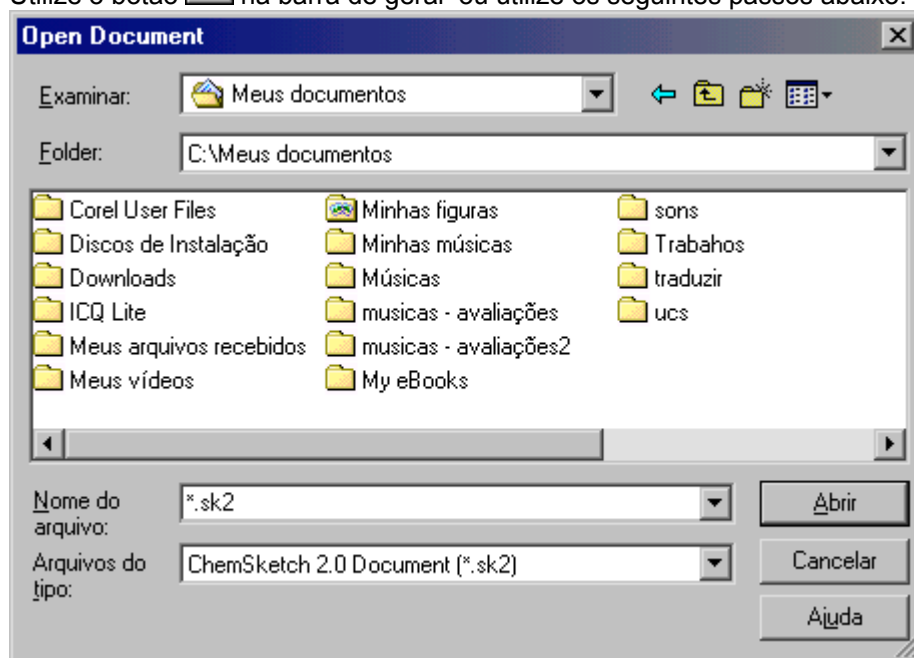 Utilize o botão na barra de geral ou utilize os seguintes passos abaixo:
Open Document
Examinar: Meus documentos
Folder: C:\Meus documentos
Corel User Files Minhas figuras sons
Discos de Instalação Minhas músicas Trabahos
Downloads Músicas traduzir
ICQ Lite musicas - avaliações ucs
Meus arquivos recebidos musicas - avaliações2
Meus vídeos My eBooks
Nome do arquivo: *.sk2 Abrir
Arquivos do tipo: ChemSketch 2.0 Document (*.sk2) Cancelar
Ajuda